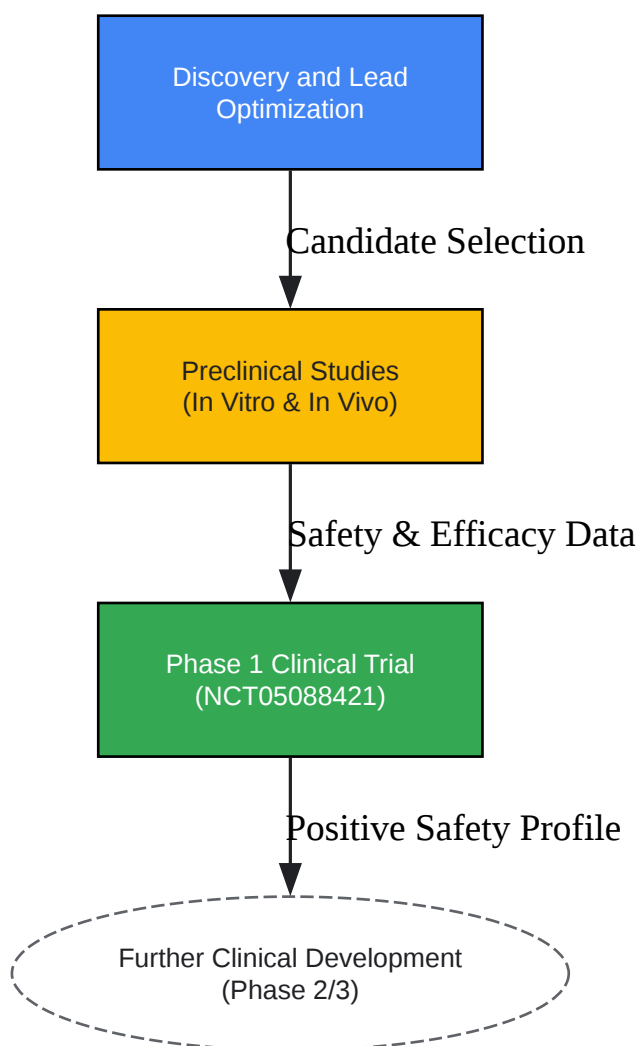 Discovery and Lead
Optimization
Candidate Selection
Preclinical Studies
(In Vitro & In Vivo)
Safety & Efficacy Data
Phase 1 Clinical Trial
(NCT05088421)
Positive Safety Profile
Further Clinical Development
(Phase 2/3)